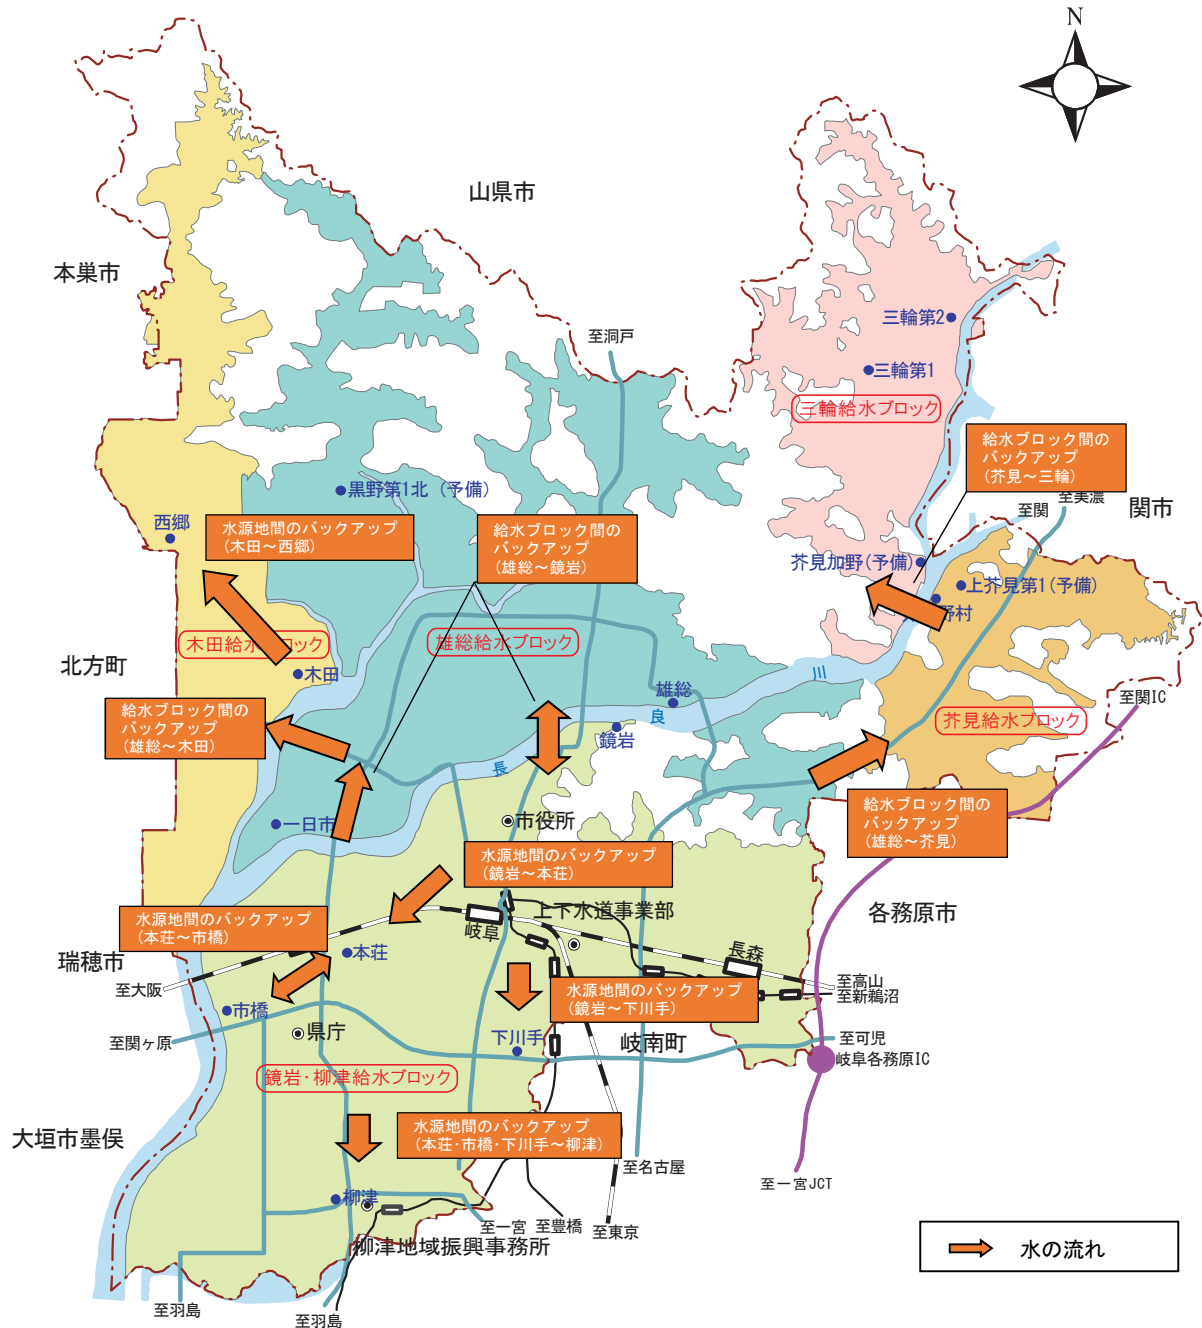 N
山県市
本巣市
至洞戸
三輪第2
三輪第1
三輪給水ブロック
給水ブロック間の
バックアップ
(芥見～三輪)
至美濃
至関
関市
黒野第1北（予備）
西郷
水源地間のバックアップ
(木田～西郷)
給水ブロック間の
バックアップ
(雄総～鏡岩)
芥見加野(予備)
上芥見第1(予備)
野村
木田給水
ロック
雄総給水ブロック
北方町
木田
川
雄総
良
鏡岩
長
至関IC
芥見給水ブロック
給水ブロック間の
バックアップ
(雄総～木田)
給水ブロック間の
バックアップ
(雄総～芥見)
一日市
市役所
水源地間のバックアップ
(鏡岩～本荘)
水源地間のバックアップ
(本荘～市橋)
岐阜
上下水道事業部
各務原市
本荘
長森
瑞穂市
至大阪
至高山
至新鵜沼
水源地間のバックアップ
(鏡岩～下川手)
市橋
県庁
下川手
岐南町
至関ヶ原
至可児
岐阜各務原IC
鏡岩・柳津給水ブロック
大垣市墨俣
水源地間のバックアップ
(本荘・市橋・下川手～柳津)
至名古屋
至一宮JCT
柳津
至一宮
至豊橋
至東京
柳津地域振興事務所
水の流れ
至羽島
至羽島